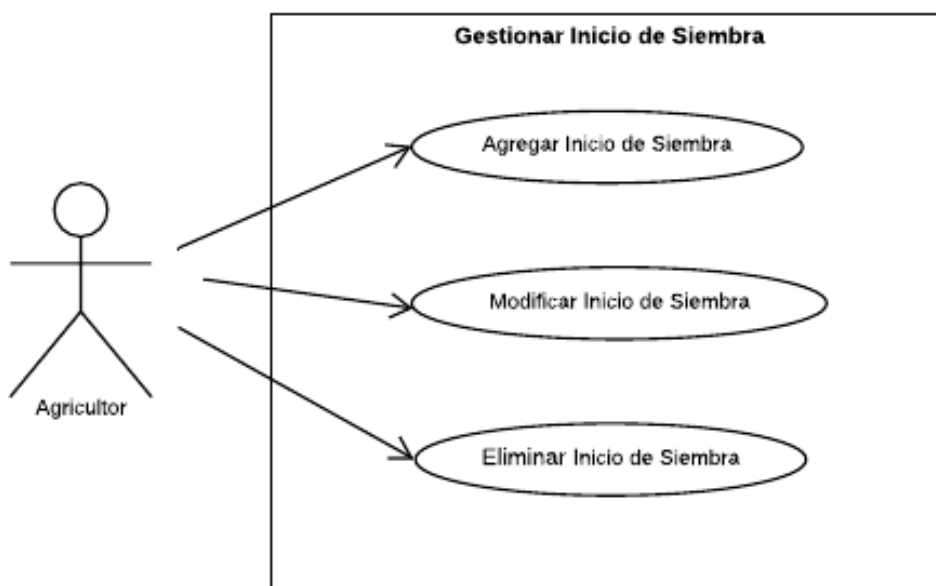 Gestionar Inicio de Siembra
Agregar Inicio de Siembra
Modificar Inicio de Siembra
Agricultor
Eliminar Inicio de Siembra